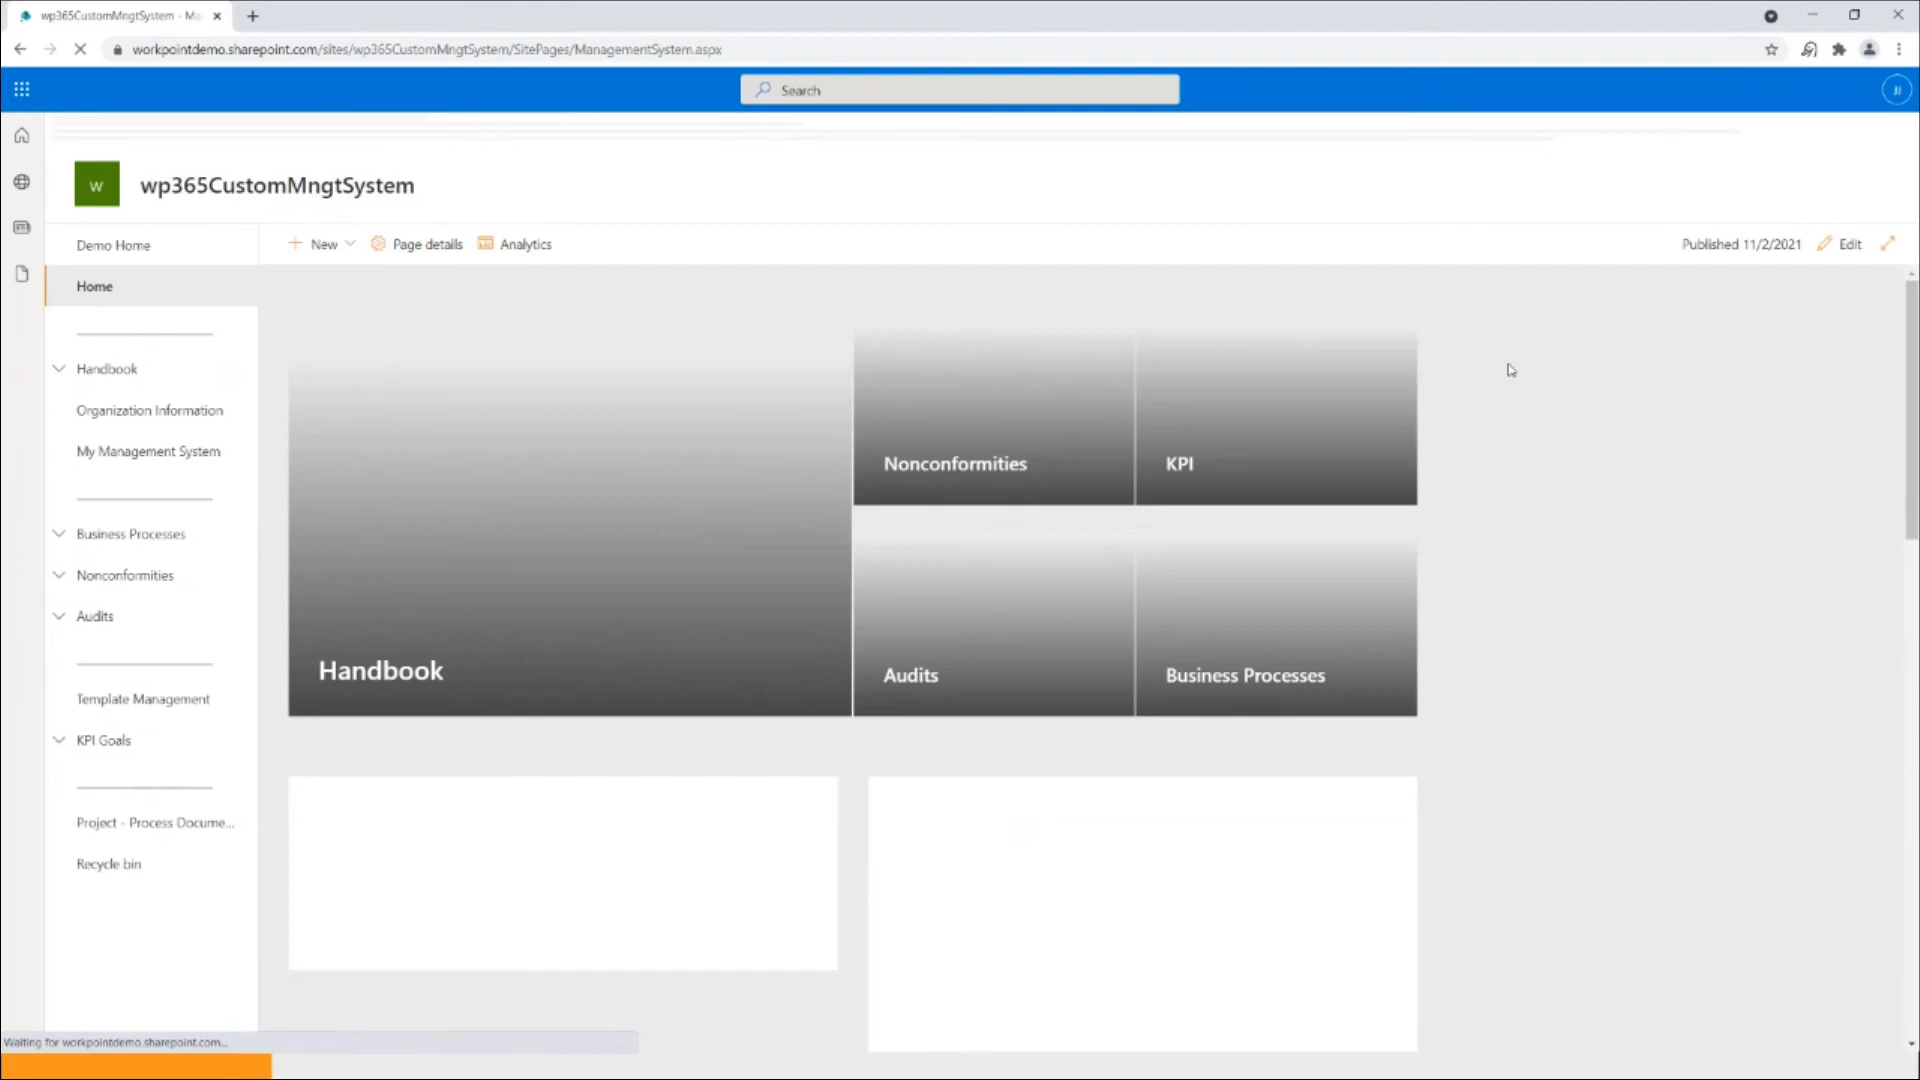 wp365CustomMngtSystem - Ma
workpointdemo.sharepoint.com/sites/wp365CustomMngtSystem/SitePages/ManagementSystem.aspx
Search
JJ
W
wp365CustomMngtSystem
Demo Home
New
Page details
Analytics
Published 11/2/2021
Edit
Home
Handbook
Organization Information
My Management System
Business Processes
Nonconformities
Audits
Template Management
KPI Goals
Project - Process Docume...
Recycle bin
Nonconformities
KPI
Handbook
Audits
Business Processes
Waiting for workpointdemo.sharepoint.com...